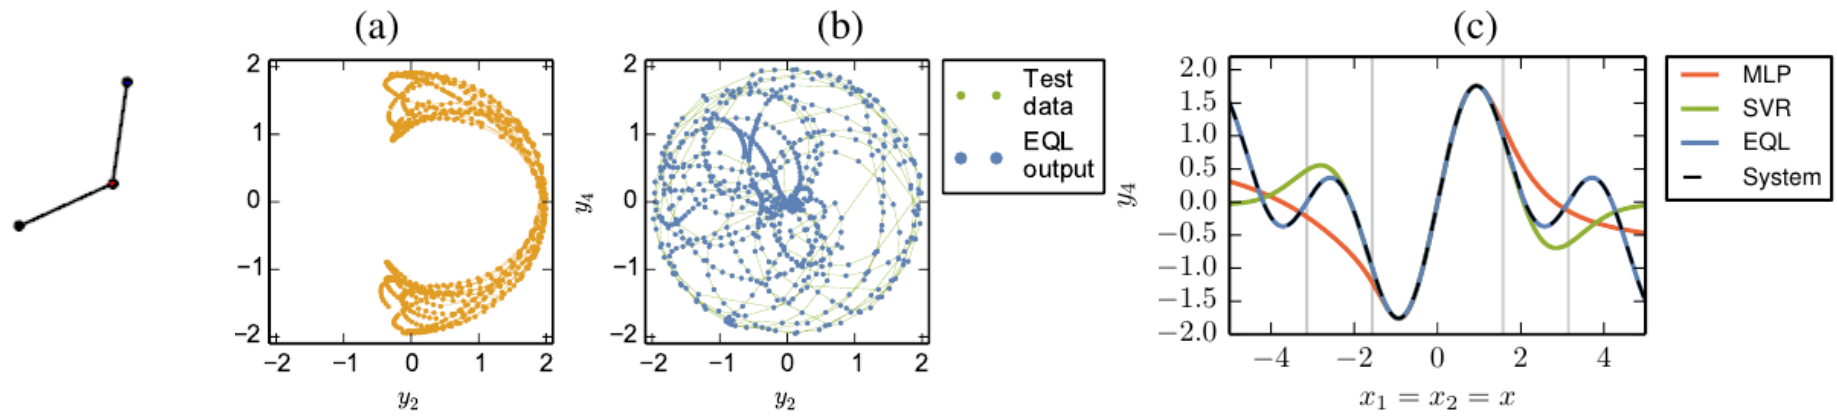 (a)
2
1
0
−1
−2
−2 −1 0 1 2
y₂
(b)
y₄
2
1
0
−1
−2
−2 −1 0 1 2
y₂
Test
data
EQL
output
(c)
y₄
2.0
1.5
1.0
0.5
0.0
−0.5
−1.0
−1.5
−2.0
−4 −2 0 2 4
x₁ = x₂ = x
MLP
SVR
EQL
System